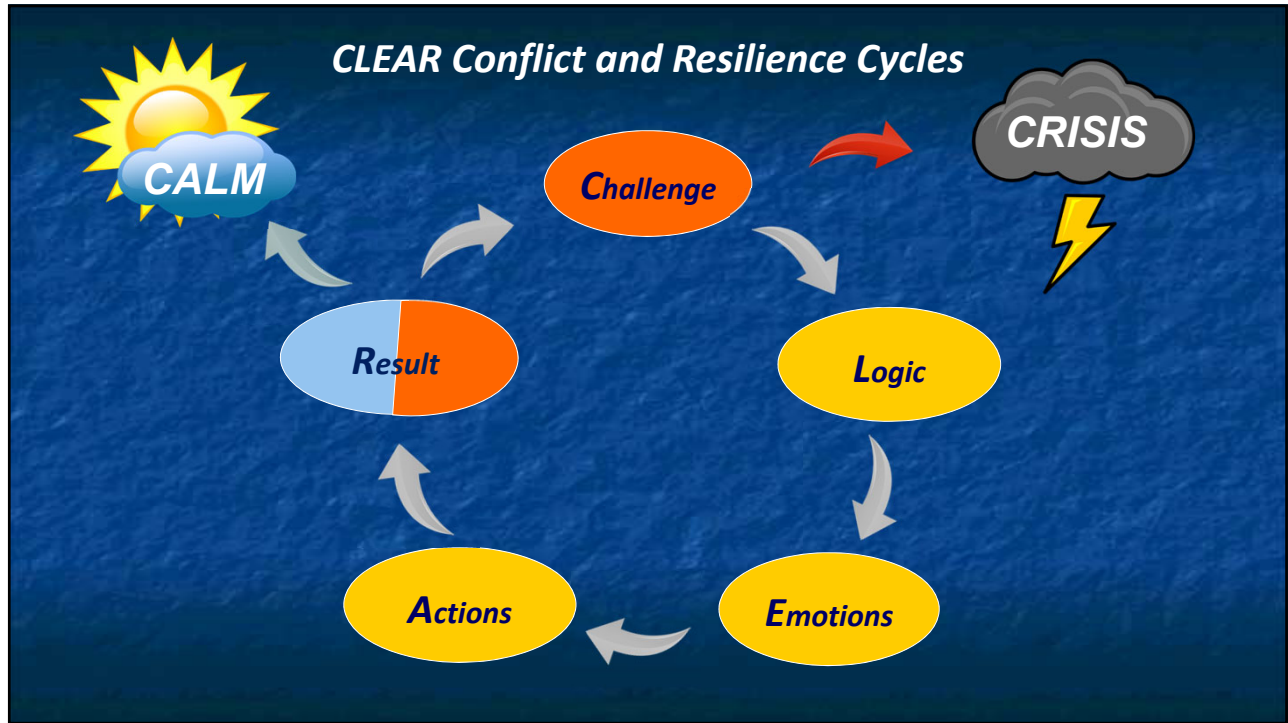 CLEAR Conflict and Resilience Cycles
CALM
CRISIS
Challenge
Result
Logic
Actions
Emotions